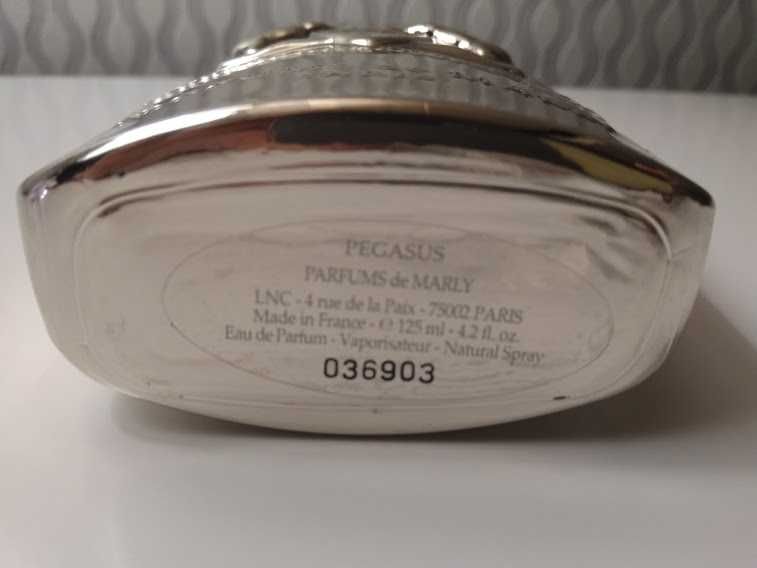 PEGASUS
PARFUMS de MARLY
LNC - 4 rue de la Paix - 75002 PARIS
Made in France - ℮ 125 ml - 4.2 fl. oz.
Eau de Parfum - Vaporisateur - Natural Spray
036903